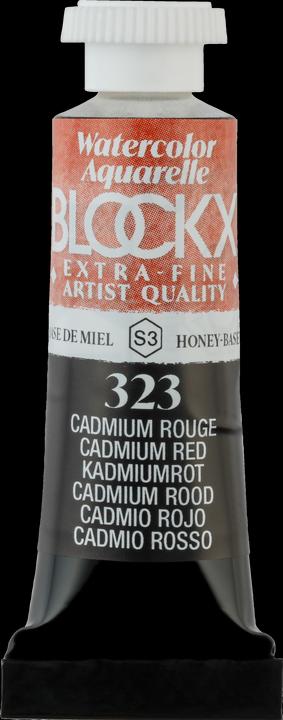 Watercolor
Aquarelle
BLOCKX
EXTRA-FINE
ARTIST QUALITY
ASE DE MIEL S3 HONEY-BASE
323
CADMIUM ROUGE
CADMIUM RED
KADMIUMROT
CADMIUM ROOD
CADMIO ROJO
CADMIO ROSSO